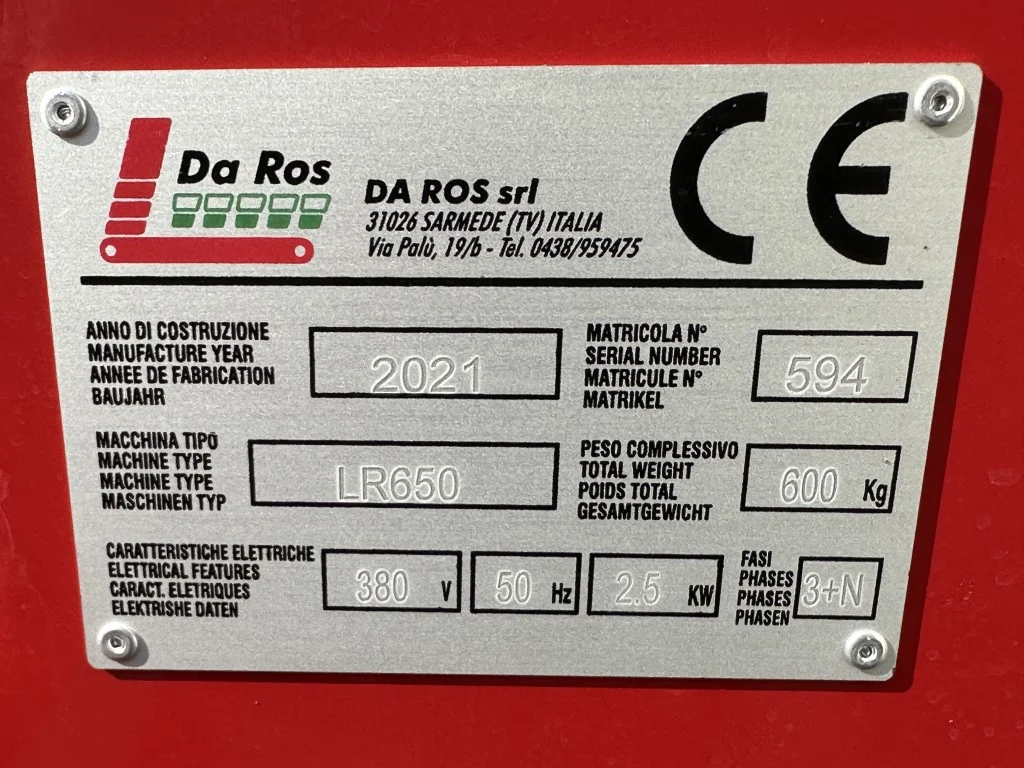 Da Ros
DA ROS srl
31026 SARMEDE (TV) ITALIA
Via Palù, 19/b - Tel. 0438/959475
CE
ANNO DI COSTRUZIONE
MANUFACTURE YEAR
ANNEE DE FABRICATION
BAUJAHR
2021
MATRICOLA N°
SERIAL NUMBER
MATRICULE N°
MATRIKEL
594
MACCHINA TIPO
MACHINE TYPE
MACHINE TYPE
MASCHINEN TYP
LR650
PESO COMPLESSIVO
TOTAL WEIGHT
POIDS TOTAL
GESAMTGEWICHT
600 Kg
CARATTERISTICHE ELETTRICHE
ELETTRICAL FEATURES
CARACT. ELETRIQUES
ELEKTRISHE DATEN
380 V
50 Hz
2.5 KW
FASI
PHASES
PHASES
PHASEN
3+N